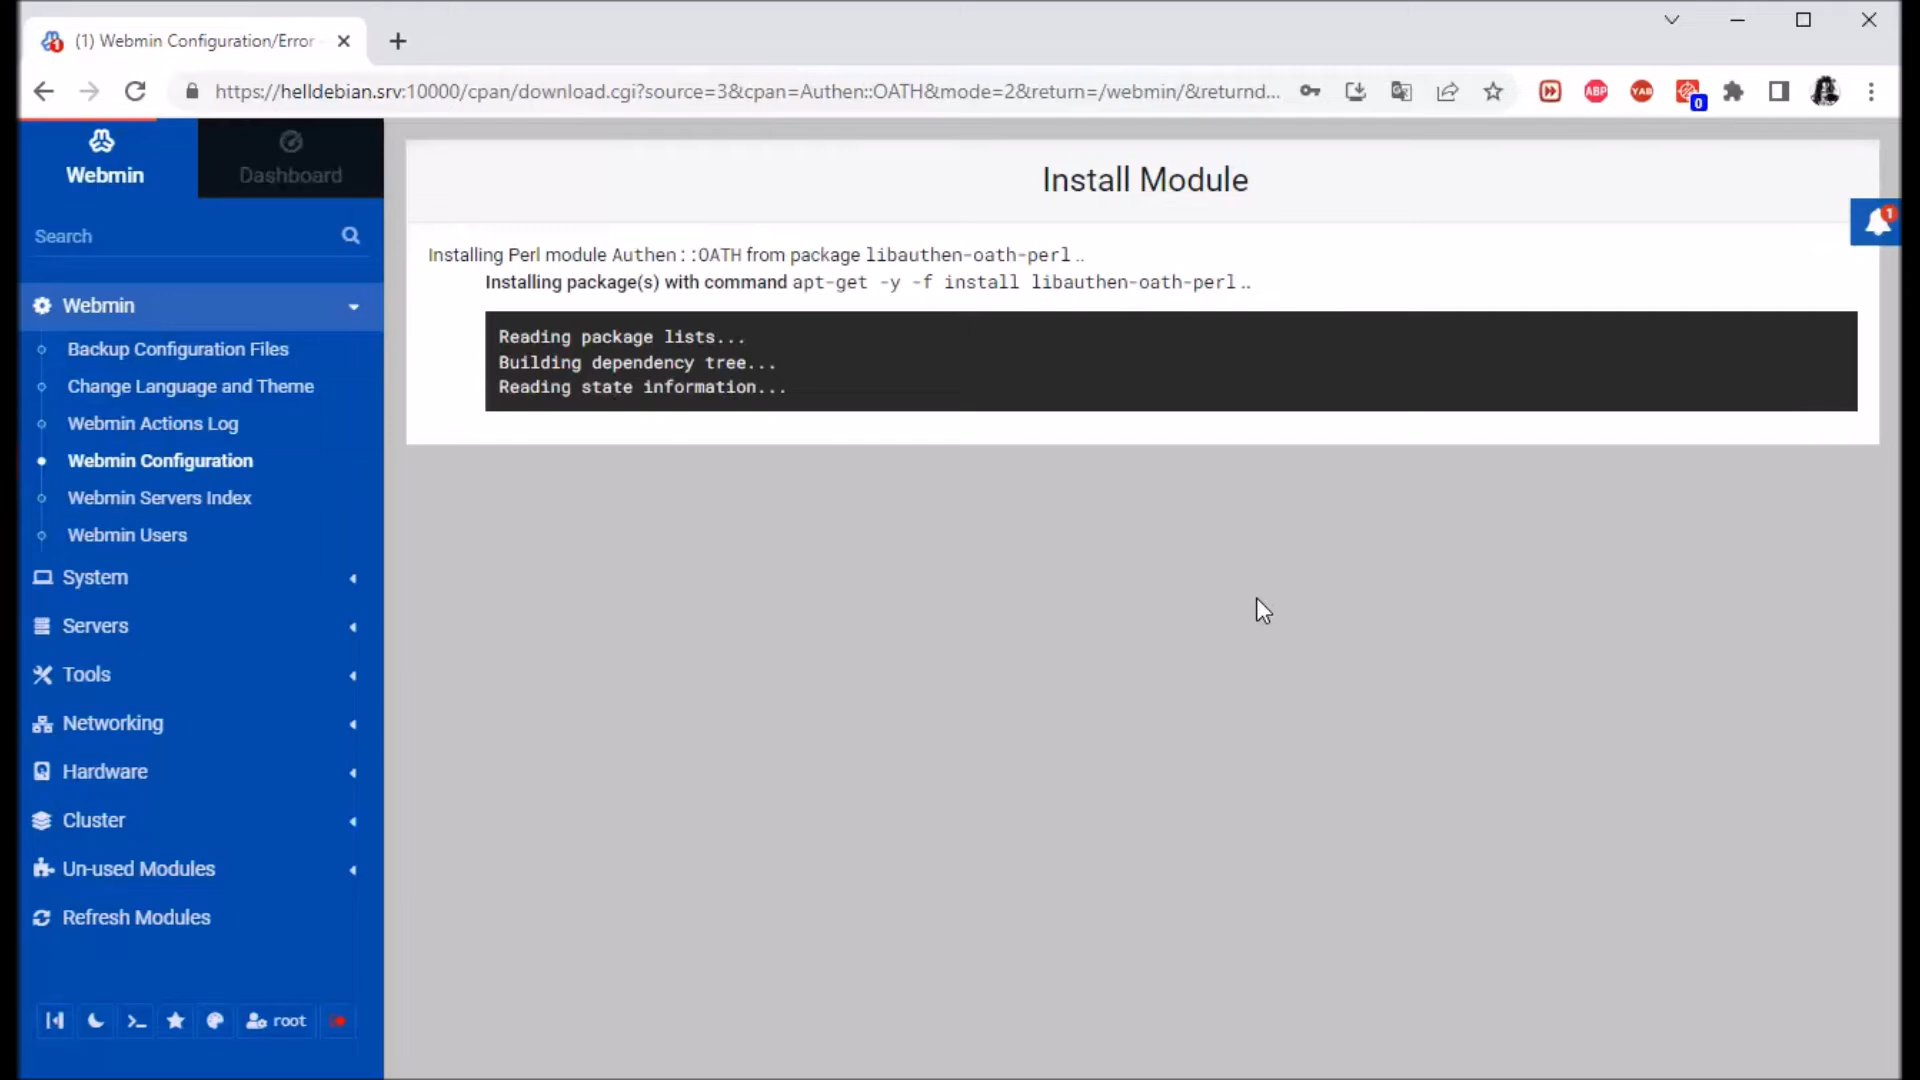 (1) Webmin Configuration/Error
https://helldebian.srv:10000/cpan/download.cgi?source=3&cpan=Authen::OATH&mode=2&return=/webmin/&returnd...
ABP
YAB
0
Webmin
Dashboard
Install Module
1
Search
Installing Perl module Authen::OATH from package libauthen-oath-perl ..
Installing package(s) with command apt-get -y -f install libauthen-oath-perl ..
Reading package lists...
Building dependency tree...
Reading state information...
Webmin
Backup Configuration Files
Change Language and Theme
Webmin Actions Log
Webmin Configuration
Webmin Servers Index
Webmin Users
System
Servers
Tools
Networking
Hardware
Cluster
Un-used Modules
Refresh Modules
root